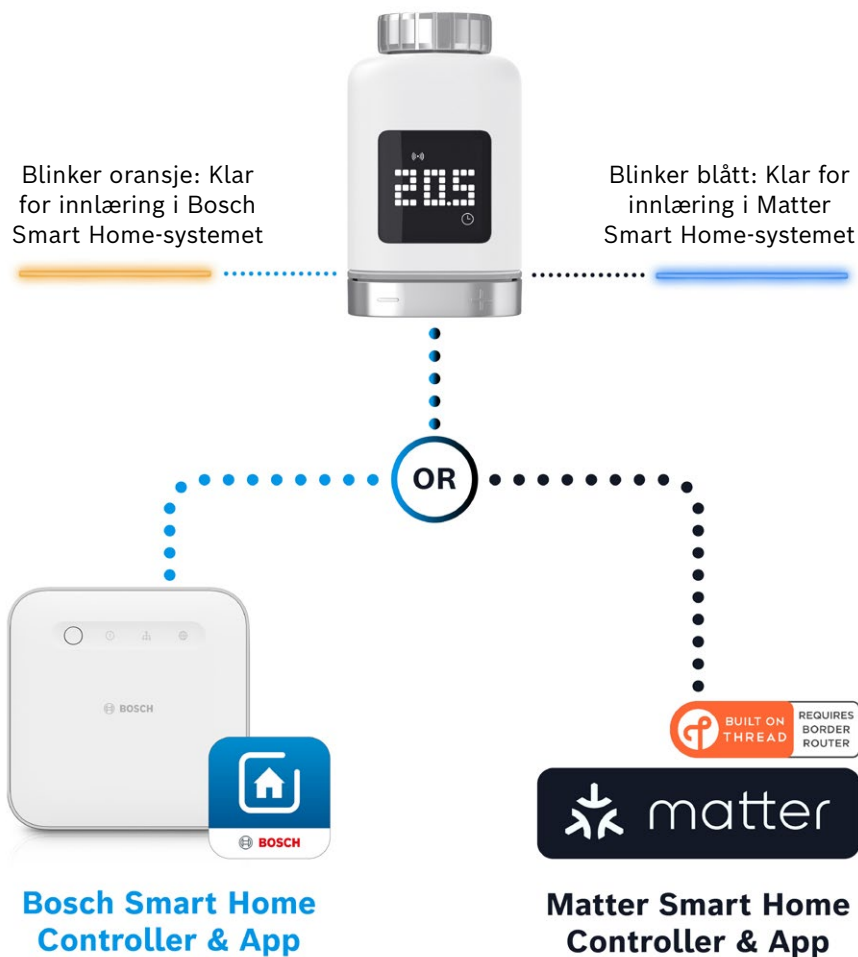 20.5
Blinker oransje: Klar
for innlæring i Bosch
Smart Home-systemet
Blinker blått: Klar for
innlæring i Matter
Smart Home-systemet
OR
BOSCH
BOSCH
BUILT ON
THREAD
REQUIRES
BORDER
ROUTER
matter
Bosch Smart Home
Controller & App
Matter Smart Home
Controller & App